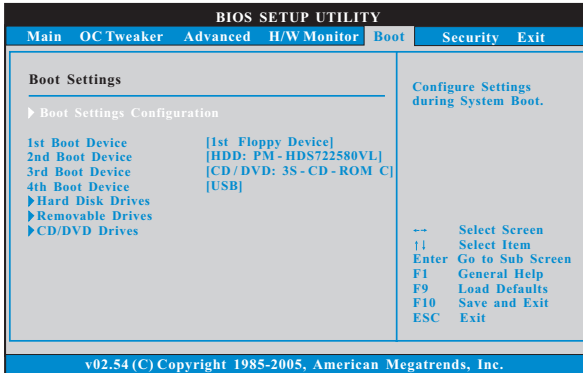 BIOS SETUP UTILITY
Main OC Tweaker Advanced H/W Monitor Boot Security Exit
Boot Settings
Boot Settings Configuration
1st Boot Device [1st Floppy Device]
2nd Boot Device [HDD: PM-HDS722580VL]
3rd Boot Device [CD/DVD: 3S-CD-ROM C]
4th Boot Device [USB]
Hard Disk Drives
Removable Drives
CD/DVD Drives
Configure Settings
during System Boot.
←→ Select Screen
↑↓ Select Item
Enter Go to Sub Screen
F1 General Help
F9 Load Defaults
F10 Save and Exit
ESC Exit
v02.54 (C) Copyright 1985-2005, American Megatrends, Inc.